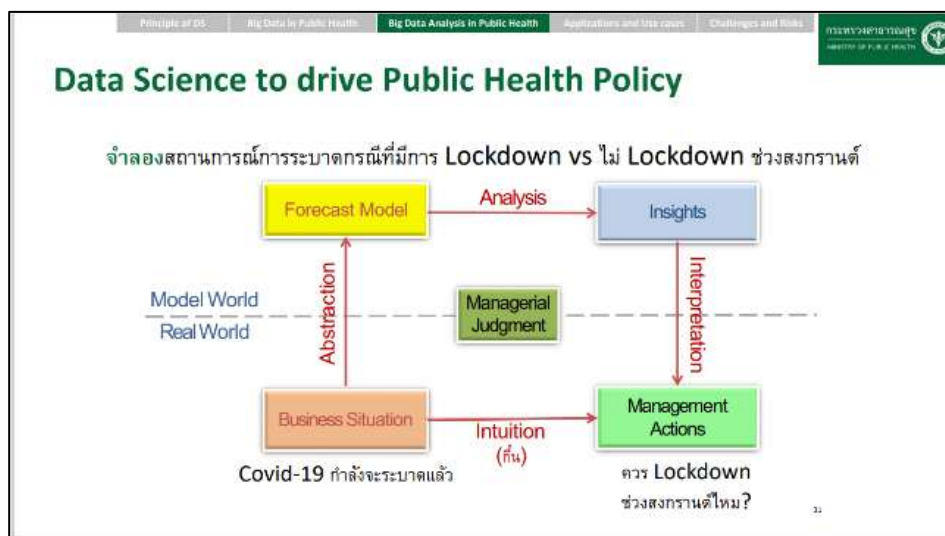 Principle of DS
Big Data in Public Health
Big Data Analysis in Public Health
Applications and Use cases
Challenges and Risks
กระทรวงสาธารณสุข
MINISTRY OF PUBLIC HEALTH
Data Science to drive Public Health Policy
จำลองสถานการณ์การระบาดกรณีที่มีการ Lockdown vs ไม่ Lockdown ช่วงสงกรานต์
Forecast Model
Analysis
Insights
Abstraction
Interpretation
Model World
Real World
Managerial
Judgment
Business Situation
Intuition
(กึ๋น)
Management
Actions
Covid-19 กำลังจะระบาดแล้ว
ควร Lockdown
ช่วงสงกรานต์ไหม?